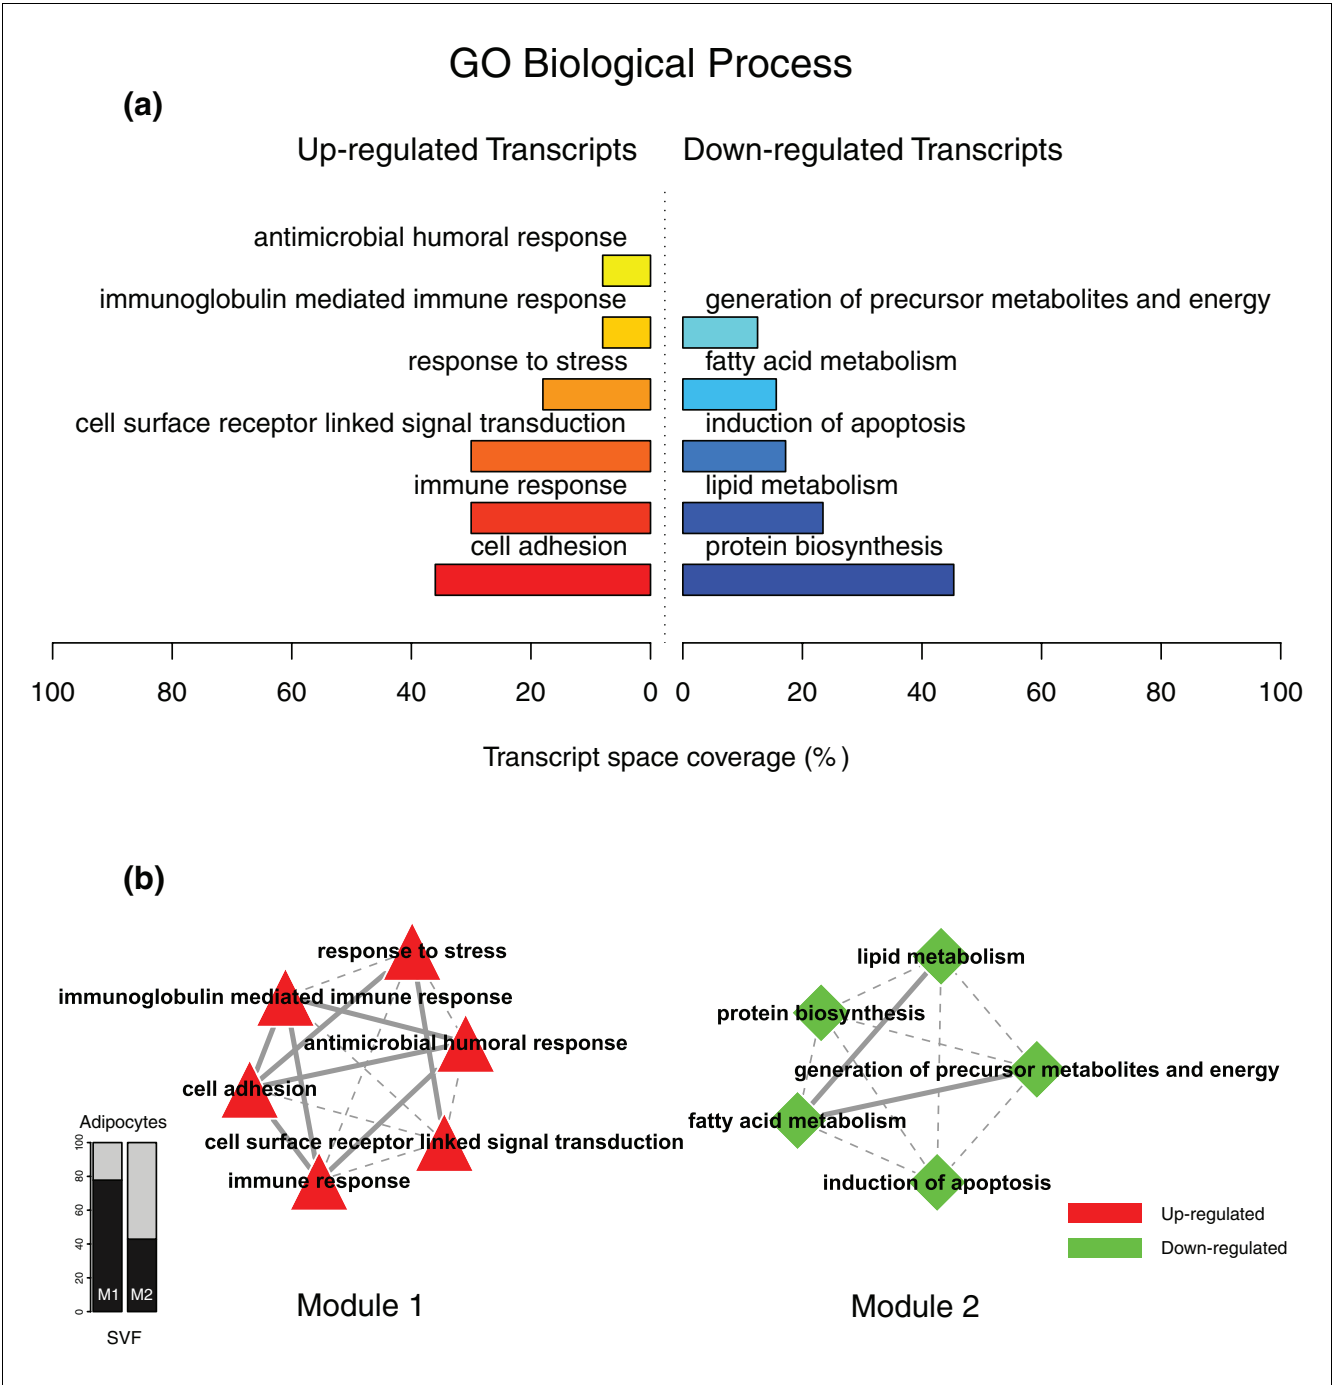 GO Biological Process
(a)
Up-regulated Transcripts
Down-regulated Transcripts
antimicrobial humoral response
immunoglobulin mediated immune response
generation of precursor metabolites and energy
response to stress
fatty acid metabolism
cell surface receptor linked signal transduction
induction of apoptosis
immune response
lipid metabolism
cell adhesion
protein biosynthesis
100 80 60 40 20 0 0 20 40 60 80 100
Transcript space coverage (%)
(b)
response to stress
immunoglobulin mediated immune response
antimicrobial humoral response
cell adhesion
cell surface receptor linked signal transduction
immune response
lipid metabolism
protein biosynthesis
generation of precursor metabolites and energy
fatty acid metabolism
induction of apoptosis
Adipocytes
100
80
60
40
20
0
M1 M2
SVF
Up-regulated
Down-regulated
Module 1
Module 2